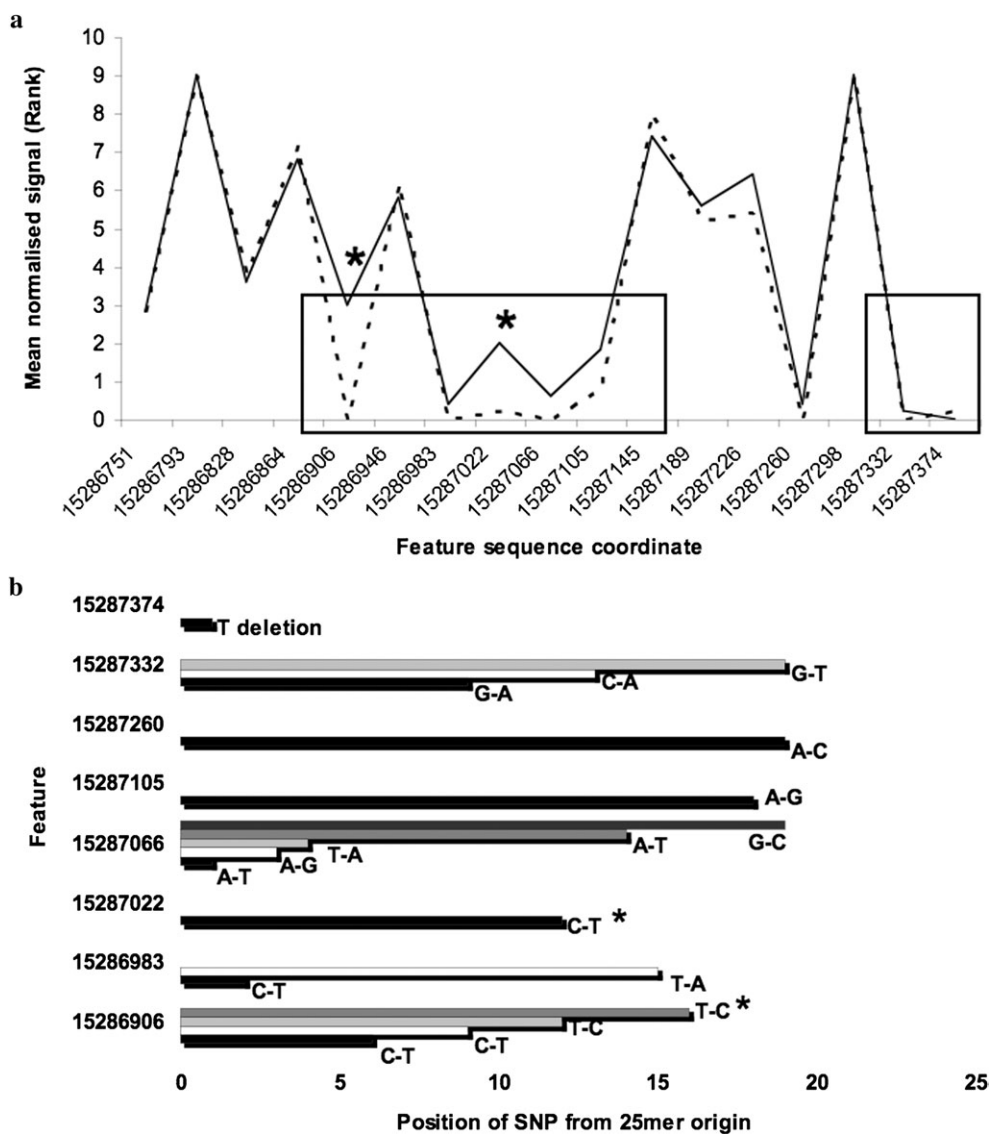 a
Mean normalised signal (Rank)
10
9
8
7
6
5
4
3
2
1
0
*
*
15286751
15286793
15286828
15286864
15286906
15286946
15286983
15287022
15287066
15287105
15287145
15287189
15287226
15287260
15287298
15287332
15287374
Feature sequence coordinate
b
Feature
15287374
T deletion
15287332
G-T
C-A
G-A
15287260
A-C
15287105
A-G
15287066
G-C
A-T
T-A
A-G
A-T
15287022
C-T *
15286983
T-A
C-T
15286906
T-C *
T-C
C-T
C-T
0 5 10 15 20 25
Position of SNP from 25mer origin